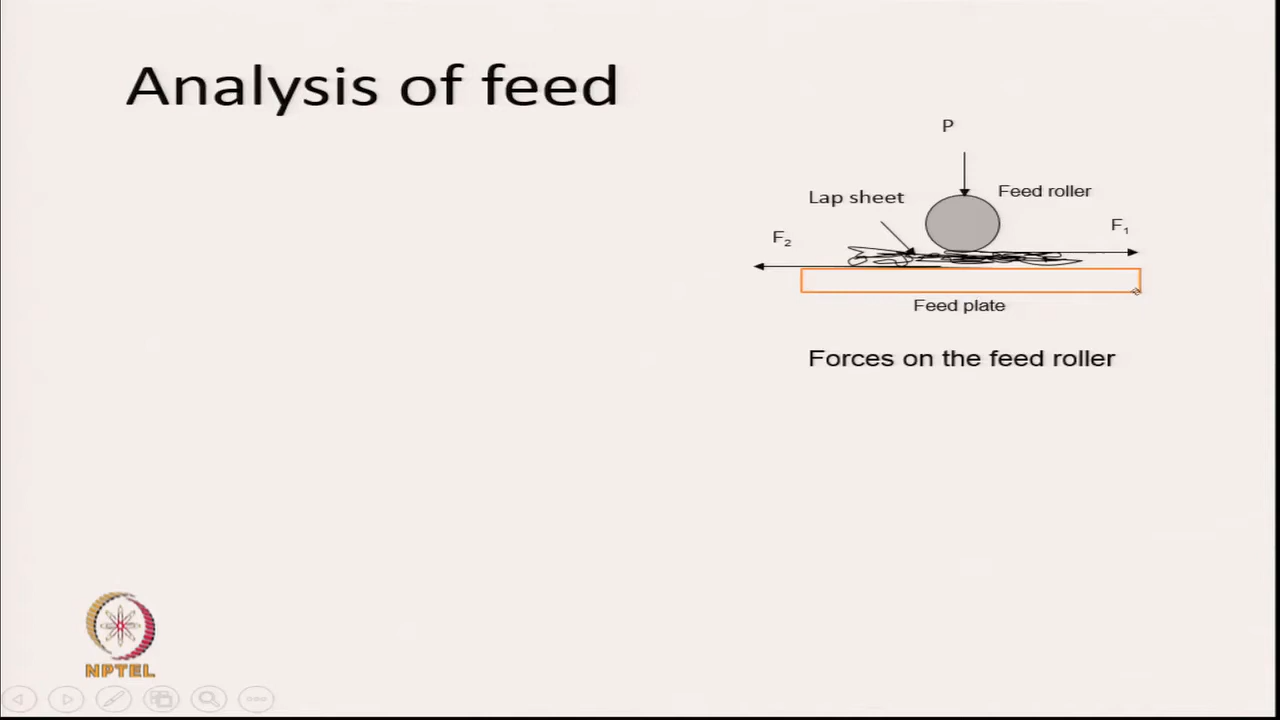 Analysis of feed
P
Feed roller
Lap sheet
F₁
F₂
Feed plate
Forces on the feed roller
NPTEL